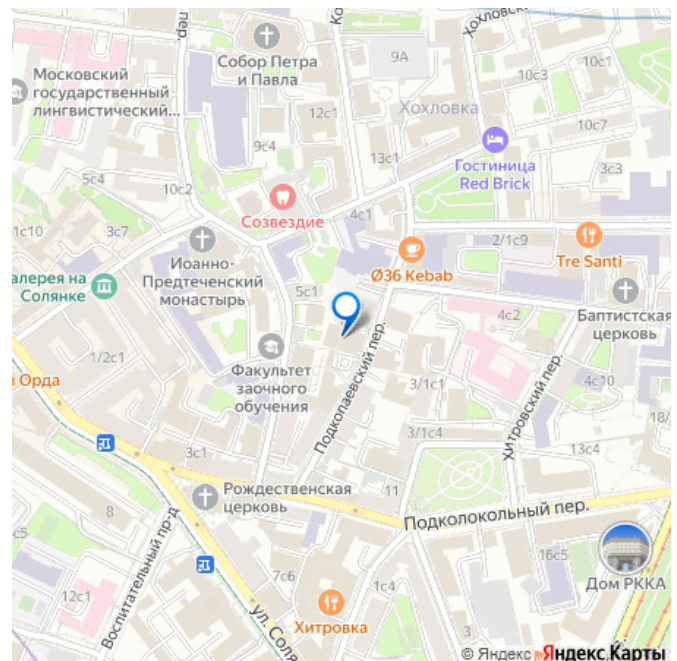 пер.
Собор Петра
и Павла
Хохловс
9А
10с3
10с1
Московский
государственный
лингвистический...
12с1
Хохловка
10с7
9с4
13с1
Гостиница
Red Brick
3с3
5с4
10с2
Созвездие
4с1
1с10
3с7
Иоанно-
Предтеченский
монастырь
Ø36 Kebab
2/1с9
Tre Santi
алерея на
Солянке
5с1
4с2
Баптистская
церковь
1/2с1
Факультет
заочного
обучения
Подкопаевский пер.
3/1с1
Хитровский пер.
4с10
Орда
18/
3/1с4
13с4
3с1
Рождественская
церковь
11
Подколокольный пер.
8
Воспитательный пр-д
16с5
7с6
1с4
Дом РККА
12с1
ул. Соля
Хитровка
3
© Яндекс Яндекс Карты